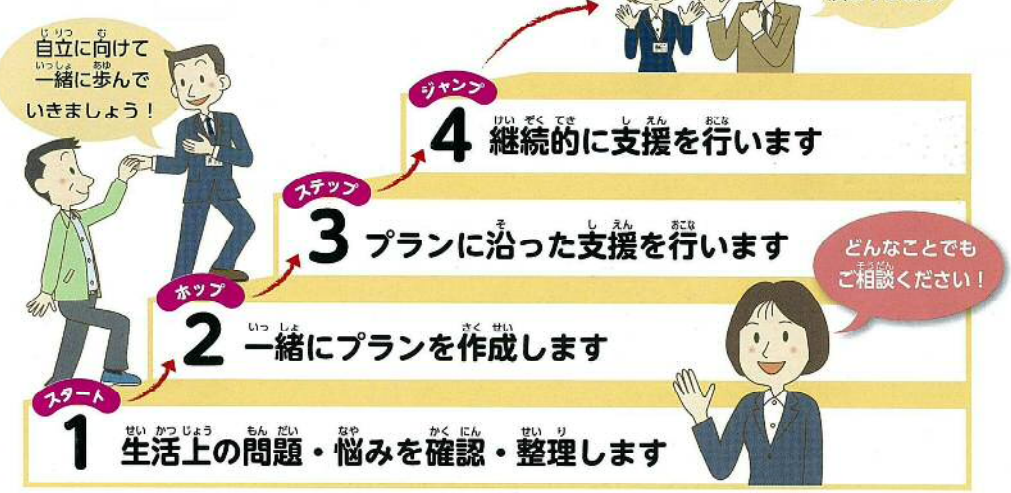 自立に向けて
一緒に歩んで
いきましょう！
ジャンプ
4 継続的に支援を行います
ステップ
3 プランに沿った支援を行います
どんなことでも
ご相談ください！
ホップ
2 一緒にプランを作成します
スタート
1 生活上の問題・悩みを確認・整理します